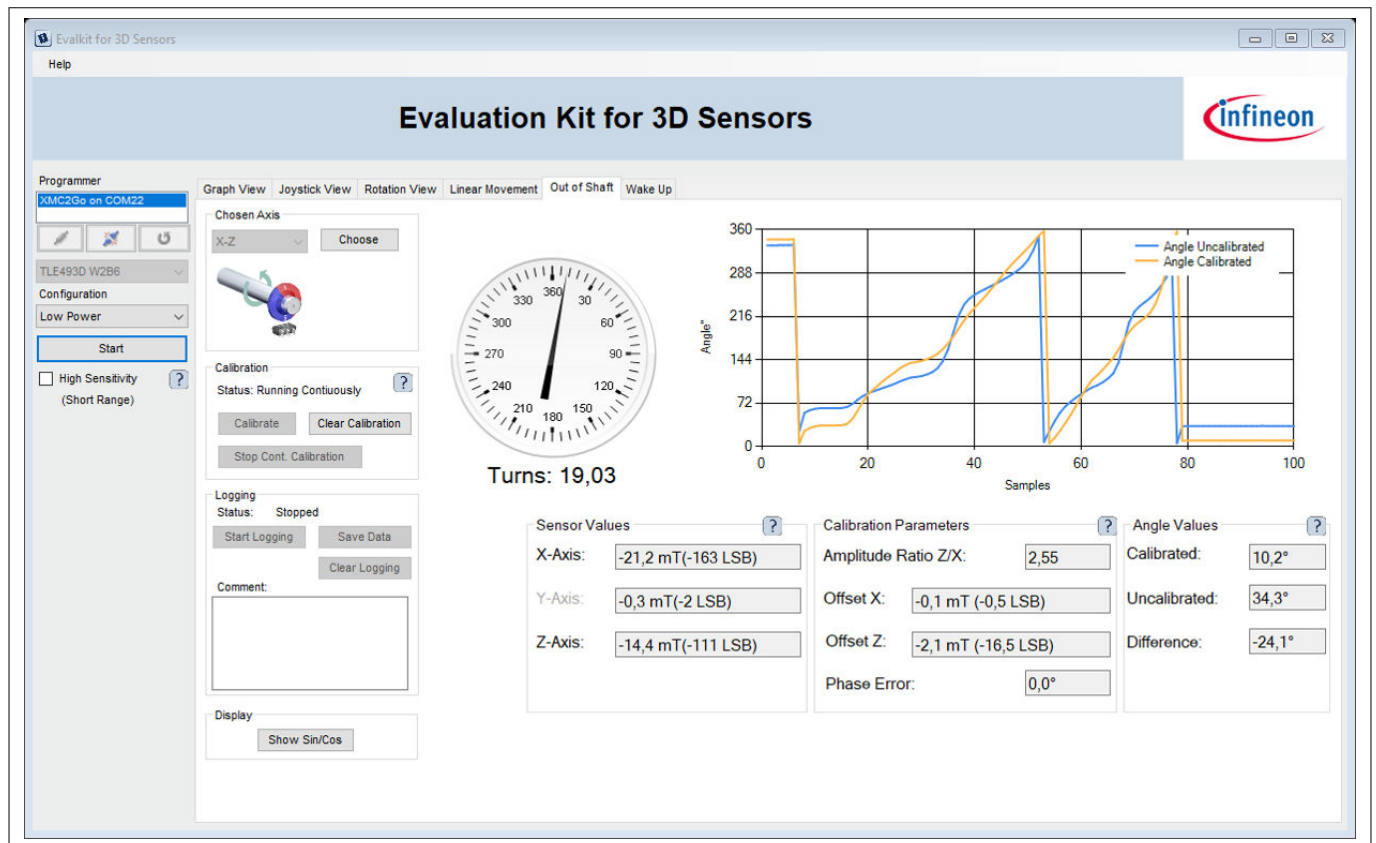 Evalkit for 3D Sensors
Help
Evaluation Kit for 3D Sensors
infineon
Programmer
XMC2Go on COM22
TLE493D W2B6
Configuration
Low Power
Start
High Sensitivity
?
(Short Range)
Graph View Joystick View Rotation View Linear Movement Out of Shaft Wake Up
Chosen Axis
X-Z
Choose
Calibration
Status: Running Contiuously
?
Calibrate
Clear Calibration
Stop Cont. Calibration
Logging
Status: Stopped
Start Logging
Save Data
Clear Logging
Comment:
Display
Show Sin/Cos
360
30
60
90
120
150
180
210
240
270
300
330
Turns: 19,03
Angle°
360
288
216
144
72
0
0 20 40 60 80 100
Samples
Angle Uncalibrated
Angle Calibrated
Sensor Values ?
X-Axis: -21,2 mT(-163 LSB)
Y-Axis: -0,3 mT(-2 LSB)
Z-Axis: -14,4 mT(-111 LSB)
Calibration Parameters ?
Amplitude Ratio Z/X: 2,55
Offset X: -0,1 mT (-0,5 LSB)
Offset Z: -2,1 mT (-16,5 LSB)
Phase Error: 0,0°
Angle Values ?
Calibrated: 10,2°
Uncalibrated: 34,3°
Difference: -24,1°